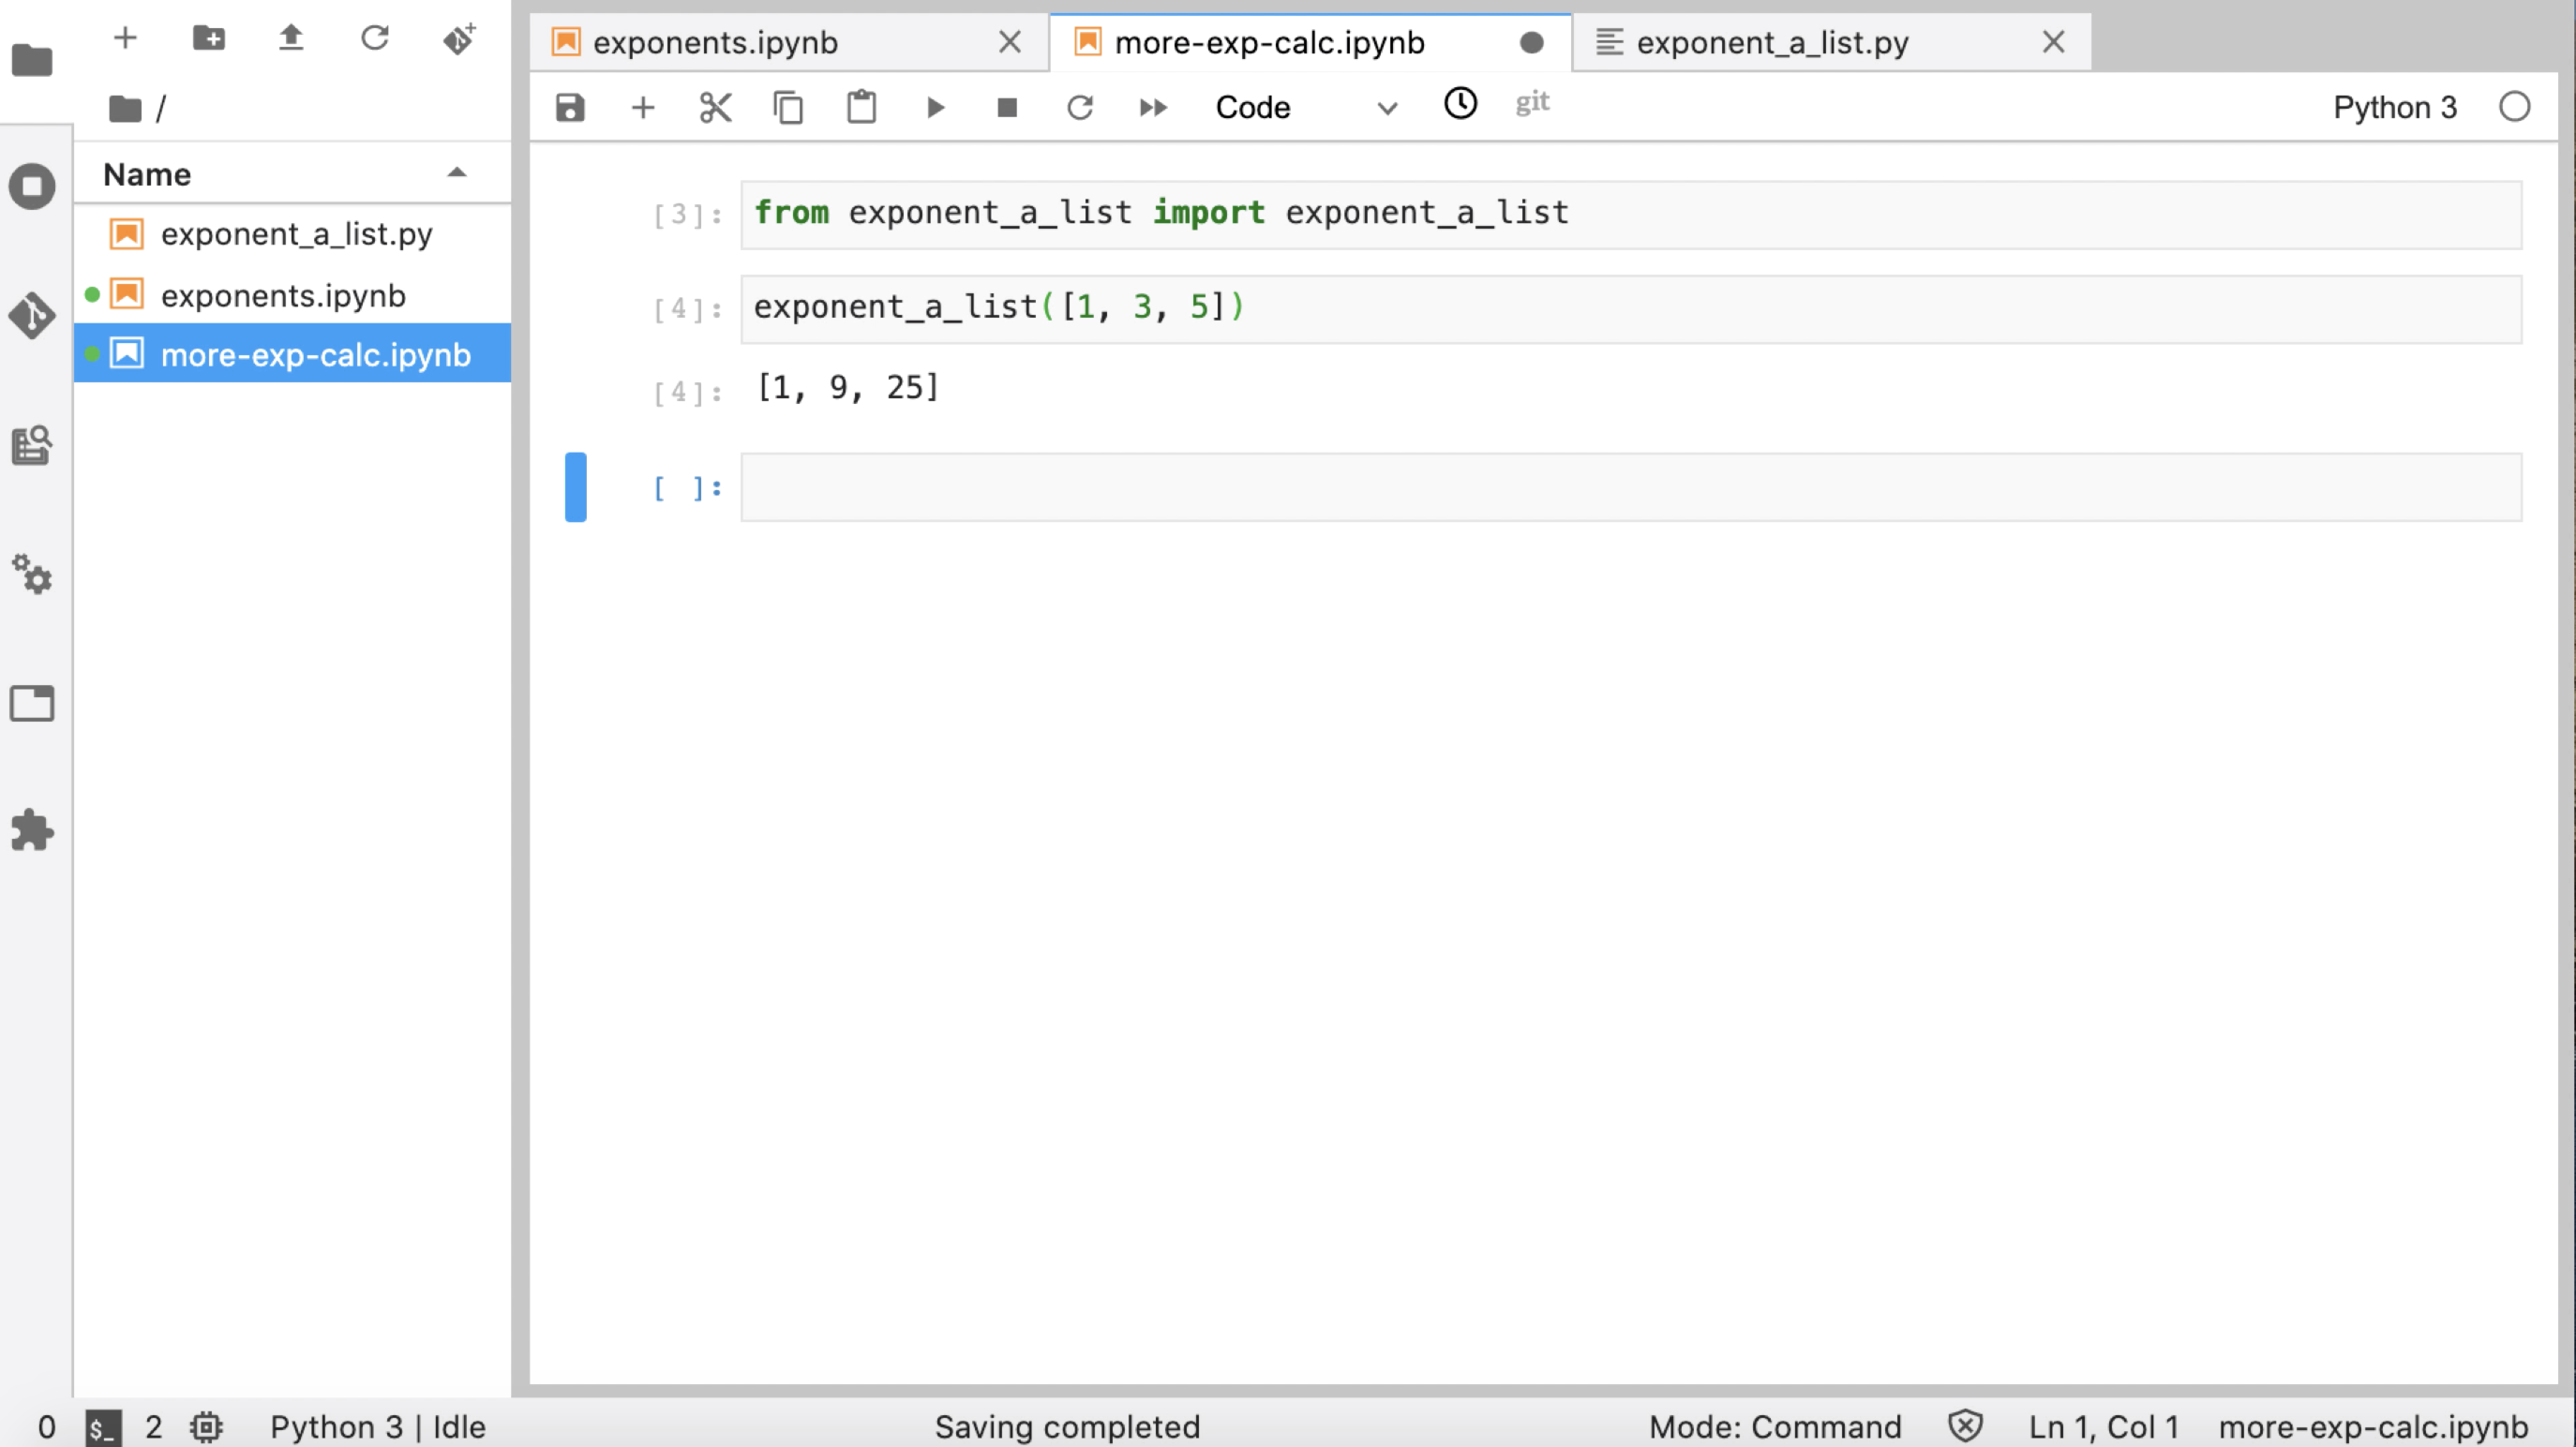 /
Name
exponent_a_list.py
exponents.ipynb
more-exp-calc.ipynb
exponents.ipynb
more-exp-calc.ipynb
exponent_a_list.py
Code
git
Python 3
[3]: from exponent_a_list import exponent_a_list
[4]: exponent_a_list([1, 3, 5])
[4]: [1, 9, 25]
[ ]:
0 $_ 2 Python 3 | Idle Saving completed Mode: Command Ln 1, Col 1 more-exp-calc.ipynb